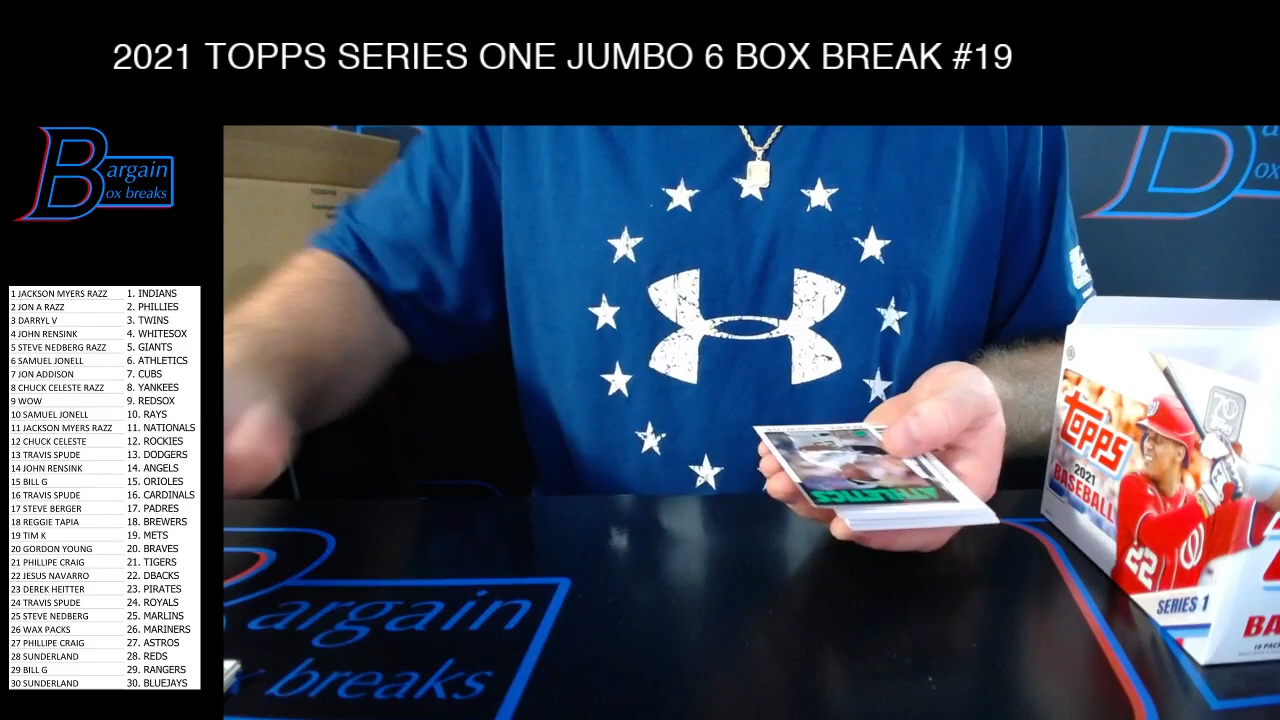 2021 TOPPS SERIES ONE JUMBO 6 BOX BREAK #19
Bargain
Box breaks
1 JACKSON MYERS RAZZ 1. INDIANS
2 JON A RAZZ 2. PHILLIES
3 DARRYL V 3. TWINS
4 JOHN RENSINK 4. WHITESOX
5 STEVE NEDBERG RAZZ 5. GIANTS
6 SAMUEL JONELL 6. ATHLETICS
7 JON ADDISON 7. CUBS
8 CHUCK CELESTE RAZZ 8. YANKEES
9 WOW 9. REDSOX
10 SAMUEL JONELL 10. RAYS
11 JACKSON MYERS RAZZ 11. NATIONALS
12 CHUCK CELESTE 12. ROCKIES
13 TRAVIS SPUDE 13. DODGERS
14 JOHN RENSINK 14. ANGELS
15 BILL G 15. ORIOLES
16 TRAVIS SPUDE 16. CARDINALS
17 STEVE BERGER 17. PADRES
18 REGGIE TAPIA 18. BREWERS
19 TIM K 19. METS
20 GORDON YOUNG 20. BRAVES
21 PHILLIPE CRAIG 21. TIGERS
22 JESUS NAVARRO 22. DBACKS
23 DEREK HEITTER 23. PIRATES
24 TRAVIS SPUDE 24. ROYALS
25 STEVE NEDBERG 25. MARLINS
26 WAX PACKS 26. MARINERS
27 PHILLIPE CRAIG 27. ASTROS
28 SUNDERLAND 28. REDS
29 BILL G 29. RANGERS
30 SUNDERLAND 30. BLUEJAYS
ATHLETICS
TOPPS
2021
BASEBALL
70
W
22
SERIES 1
BA
argain
x breaks